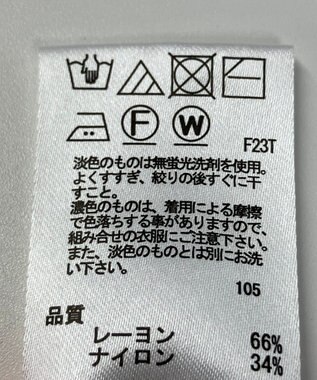 F W F23T
淡色のものは無蛍光洗剤を使用。
よくすすぎ、絞りの後すぐに干
すこと。
濃色のものは、着用による摩擦
で色落ちする事がありますので、
組み合せの衣服にご注意下さい。
また、淡色のものとは別にお洗
い下さい。
105
品質
レーヨン 66%
ナイロン 34%